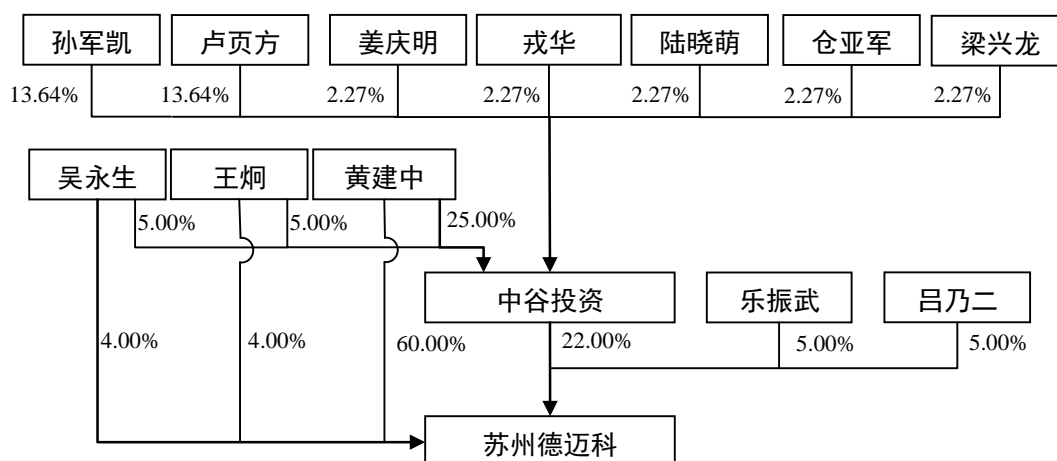 孙军凯 卢页方 姜庆明 戎华 陆晓萌 仓亚军 梁兴龙
13.64% 13.64% 2.27% 2.27% 2.27% 2.27% 2.27%
吴永生 王炯 黄建中
5.00% 5.00% 25.00%
中谷投资 乐振武 吕乃二
4.00% 4.00% 60.00% 22.00% 5.00% 5.00%
苏州德迈科